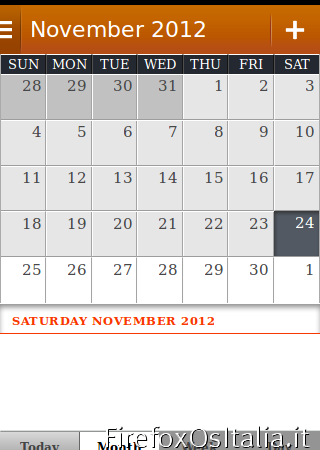 November 2012 +
SUN MON TUE WED THU FRI SAT
28 29 30 31 1 2 3
4 5 6 7 8 9 10
11 12 13 14 15 16 17
18 19 20 21 22 23 24
25 26 27 28 29 30 1
SATURDAY NOVEMBER 2012
Today Month
FirefoxOsItalia.it